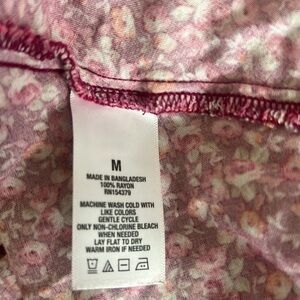 M
MADE IN BANGLADESH
100% RAYON
RN154379
MACHINE WASH COLD WITH
LIKE COLORS
GENTLE CYCLE
ONLY NON-CHLORINE BLEACH
WHEN NEEDED
LAY FLAT TO DRY
WARM IRON IF NEEDED